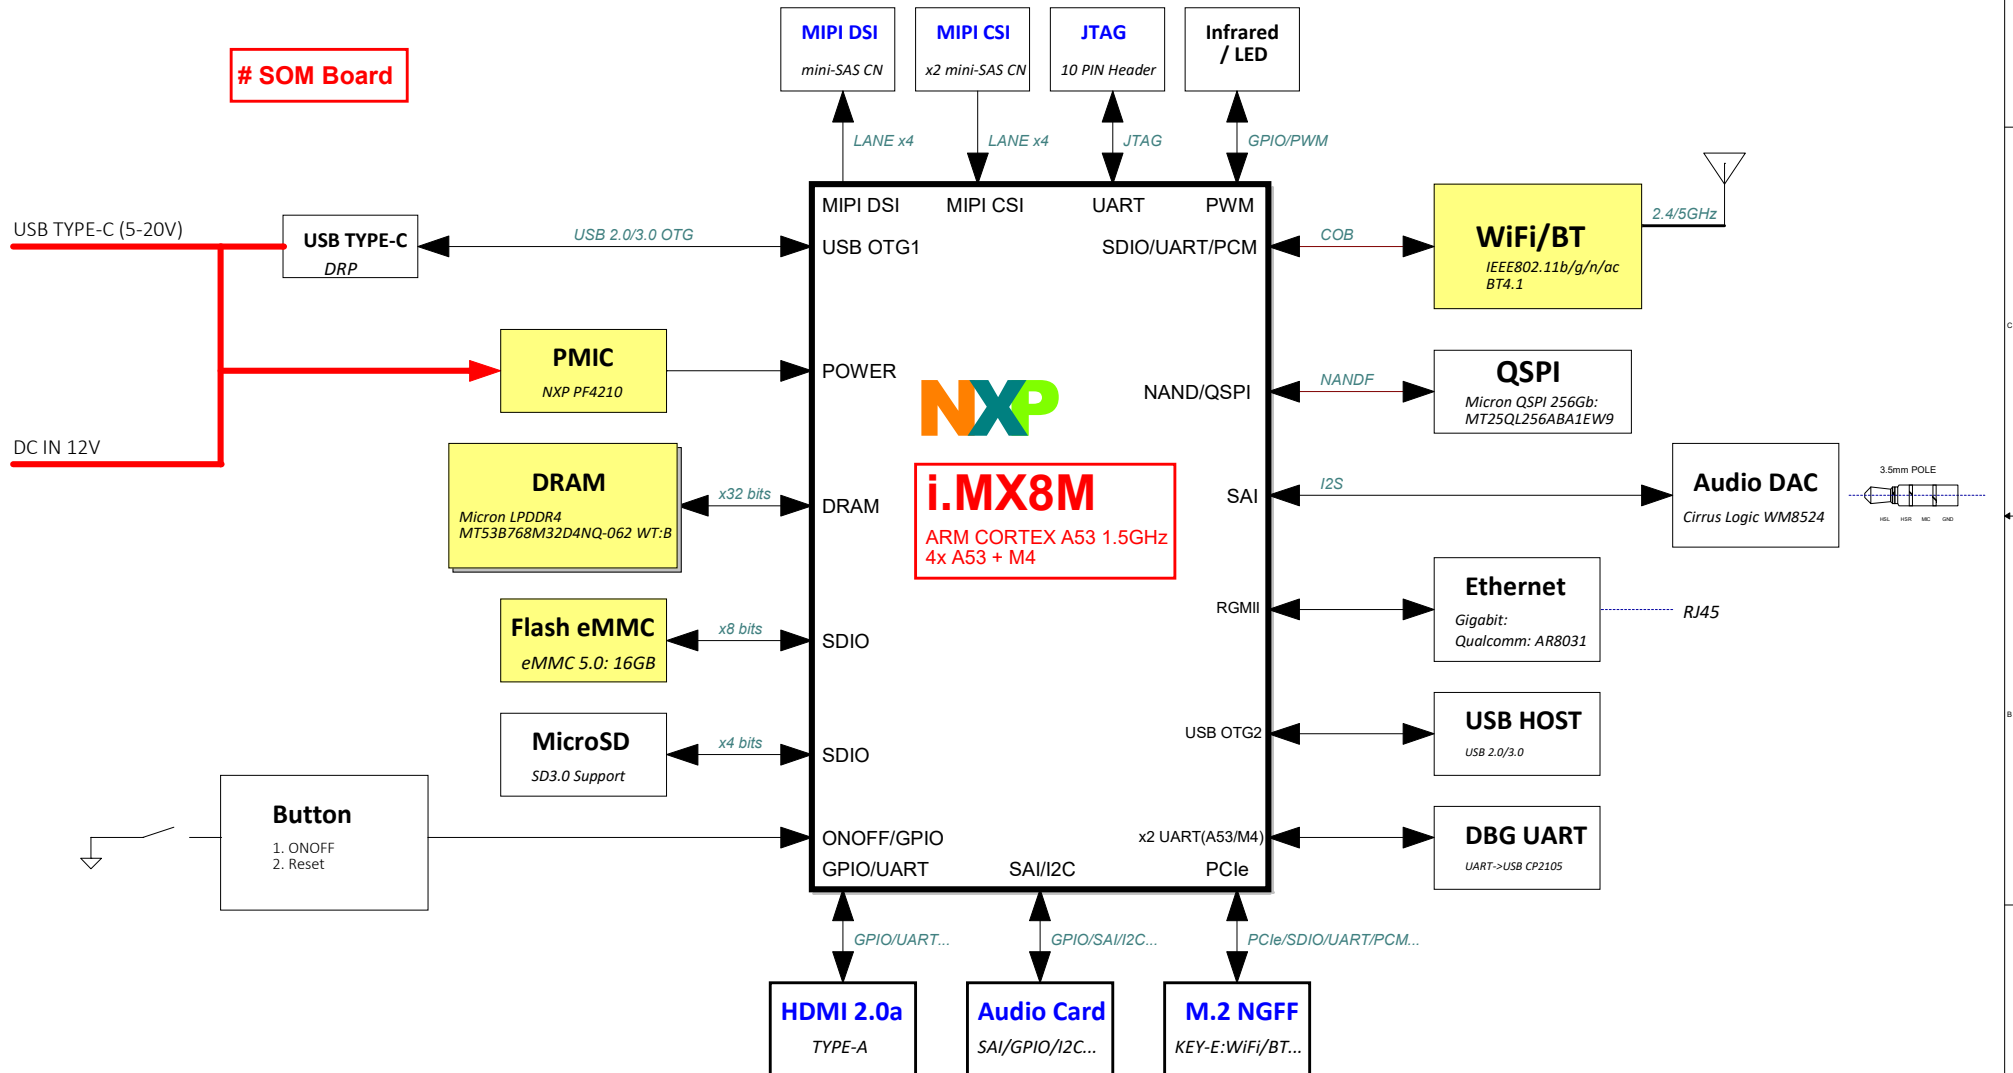 MIPI DSI
mini-SAS CN
MIPI CSI
x2 mini-SAS CN
JTAG
10 PIN Header
Infrared
/ LED
# SOM Board
LANE x4
LANE x4
JTAG
GPIO/PWM
USB TYPE-C (5-20V)
USB TYPE-C
DRP
USB 2.0/3.0 OTG
MIPI DSI
MIPI CSI
UART
PWM
USB OTG1
SDIO/UART/PCM
COB
WiFi/BT
IEEE802.11b/g/n/ac
BT4.1
2.4/5GHz
PMIC
NXP PF4210
POWER
NXP
NAND/QSPI
NANDF
QSPI
Micron QSPI 256Gb:
MT25QL256ABA1EW9
DC IN 12V
DRAM
Micron LPDDR4
MT53B768M32D4NQ-062 WT:B
x32 bits
DRAM
i.MX8M
ARM CORTEX A53 1.5GHz
4x A53 + M4
SAI
I2S
Audio DAC
Cirrus Logic WM8524
3.5mm POLE
HSL
HSR
MIC
GND
Flash eMMC
eMMC 5.0: 16GB
x8 bits
SDIO
RGMII
Ethernet
Gigabit:
Qualcomm: AR8031
RJ45
MicroSD
SD3.0 Support
x4 bits
SDIO
USB OTG2
USB HOST
USB 2.0/3.0
Button
1. ONOFF
2. Reset
ONOFF/GPIO
x2 UART(A53/M4)
DBG UART
UART->USB CP2105
GPIO/UART
SAI/I2C
PCIe
GPIO/UART...
GPIO/SAI/I2C...
PCIe/SDIO/UART/PCM...
HDMI 2.0a
TYPE-A
Audio Card
SAI/GPIO/I2C...
M.2 NGFF
KEY-E:WiFi/BT...
C
B